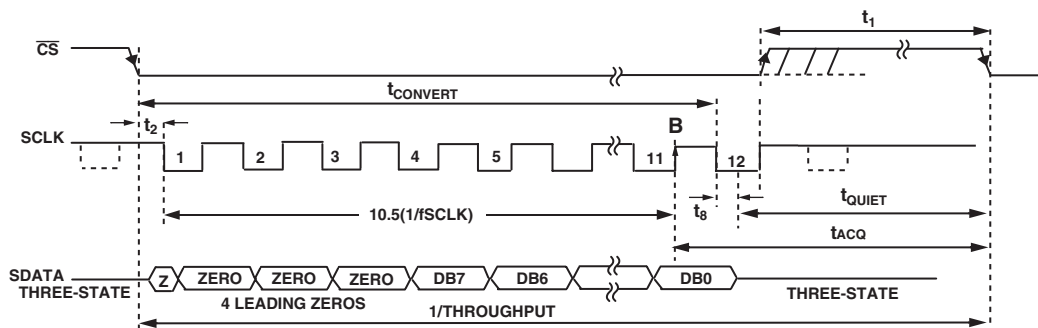 t1
CS
tCONVERT
t2
B
SCLK
1 2 3 4 5 11 12
10.5(1/fSCLK)
t8
tQUIET
tACQ
SDATA
THREE-STATE
Z ZERO ZERO ZERO DB7 DB6 DB0
THREE-STATE
4 LEADING ZEROS
1/THROUGHPUT